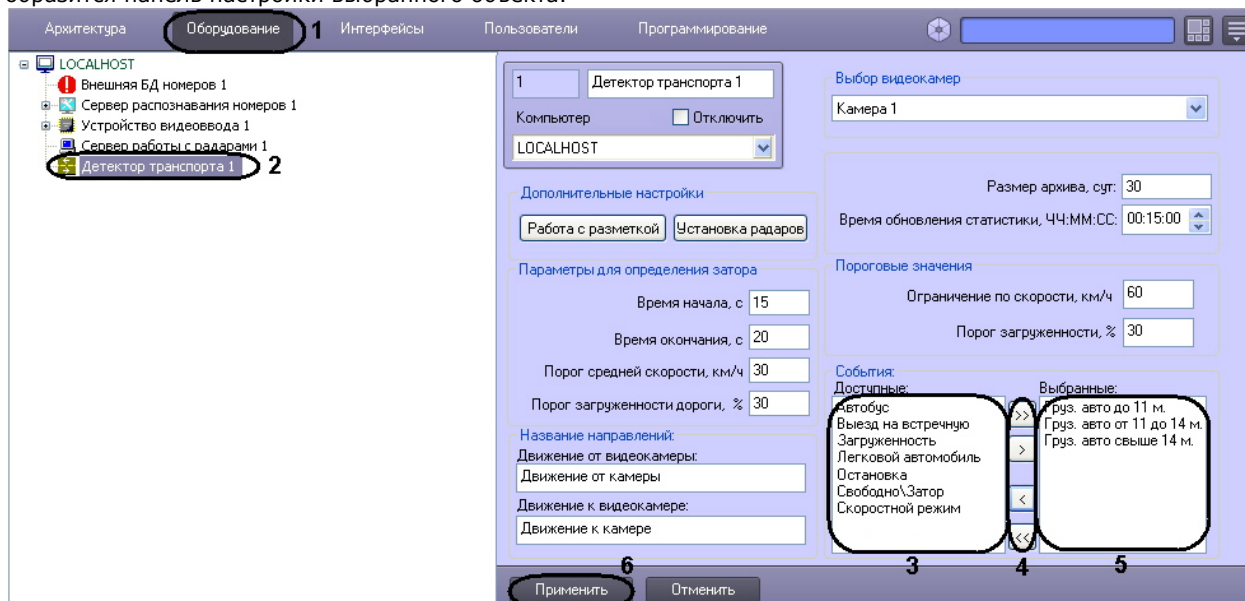 образится панель настройки выбранного объекта.
Архитектура Оборудование 1 Интерфейсы Пользователи Программирование
LOCALHOST
Внешняя БД номеров 1
Сервер распознавания номеров 1
Устройство видеоввода 1
Сервер работы с радарами 1
Детектор транспорта 1 2
1 Детектор транспорта 1
Компьютер Отключить
LOCALHOST
Дополнительные настройки
Работа с разметкой Установка радаров
Параметры для определения затора
Время начала, с 15
Время окончания, с 20
Порог средней скорости, км/ч 30
Порог загруженности дороги, % 30
Название направлений:
Движение от видеокамеры:
Движение от камеры
Движение к видеокамере:
Движение к камере
Выбор видеокамер
Камера 1
Размер архива, сут: 30
Время обновления статистики, ЧЧ:ММ:СС: 00:15:00
Пороговые значения
Ограничение по скорости, км/ч 60
Порог загруженности, % 30
События:
Доступные: Выбранные:
Автобус
Выезд на встречную
Загруженность
Легковой автомобиль
Остановка
Свободно\Затор
Скоростной режим
>>
>
<
<<
Груз. авто до 11 м.
Груз. авто от 11 до 14 м.
Груз. авто свыше 14 м.
3 4 5
6
Применить Отменить